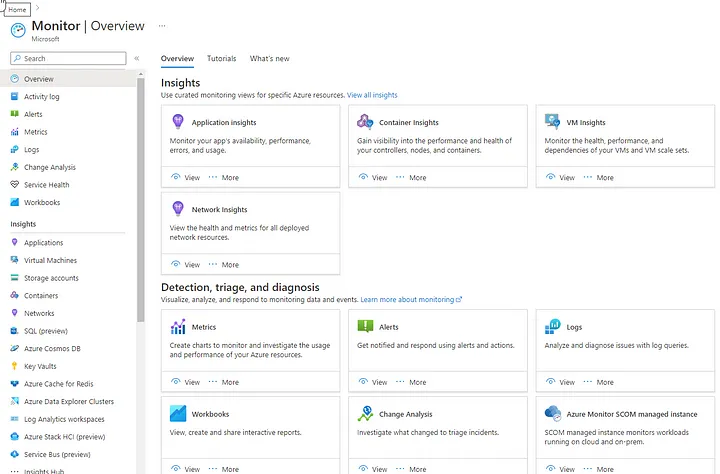 Home
Monitor | Overview ...
Microsoft
Search
Overview
Activity log
Alerts
Metrics
Logs
Change Analysis
Service Health
Workbooks
Insights
Applications
Virtual Machines
Storage accounts
Containers
Networks
SQL (preview)
Azure Cosmos DB
Key Vaults
Azure Cache for Redis
Azure Data Explorer Clusters
Log Analytics workspaces
Azure Stack HCI (preview)
Service Bus (preview)
Insights Hub
Overview Tutorials What's new
Insights
Use curated monitoring views for specific Azure resources. View all insights
Application insights
Monitor your app's availability, performance,
errors, and usage.
View ... More
Container Insights
Gain visibility into the performance and health of
your controllers, nodes, and containers.
View ... More
VM Insights
Monitor the health, performance, and
dependencies of your VMs and VM scale sets.
View ... More
Network Insights
View the health and metrics for all deployed
network resources.
View ... More
Detection, triage, and diagnosis
Visualize, analyze, and respond to monitoring data and events. Learn more about monitoring
Metrics
Create charts to monitor and investigate the usage
and performance of your Azure resources.
View ... More
Alerts
Get notified and respond using alerts and actions.
View ... More
Logs
Analyze and diagnose issues with log queries.
View ... More
Workbooks
View, create and share interactive reports.
View ... More
Change Analysis
Investigate what changed to triage incidents.
View ... More
Azure Monitor SCOM managed instance
SCOM managed instance monitors workloads
running on cloud and on-prem.
View ... More